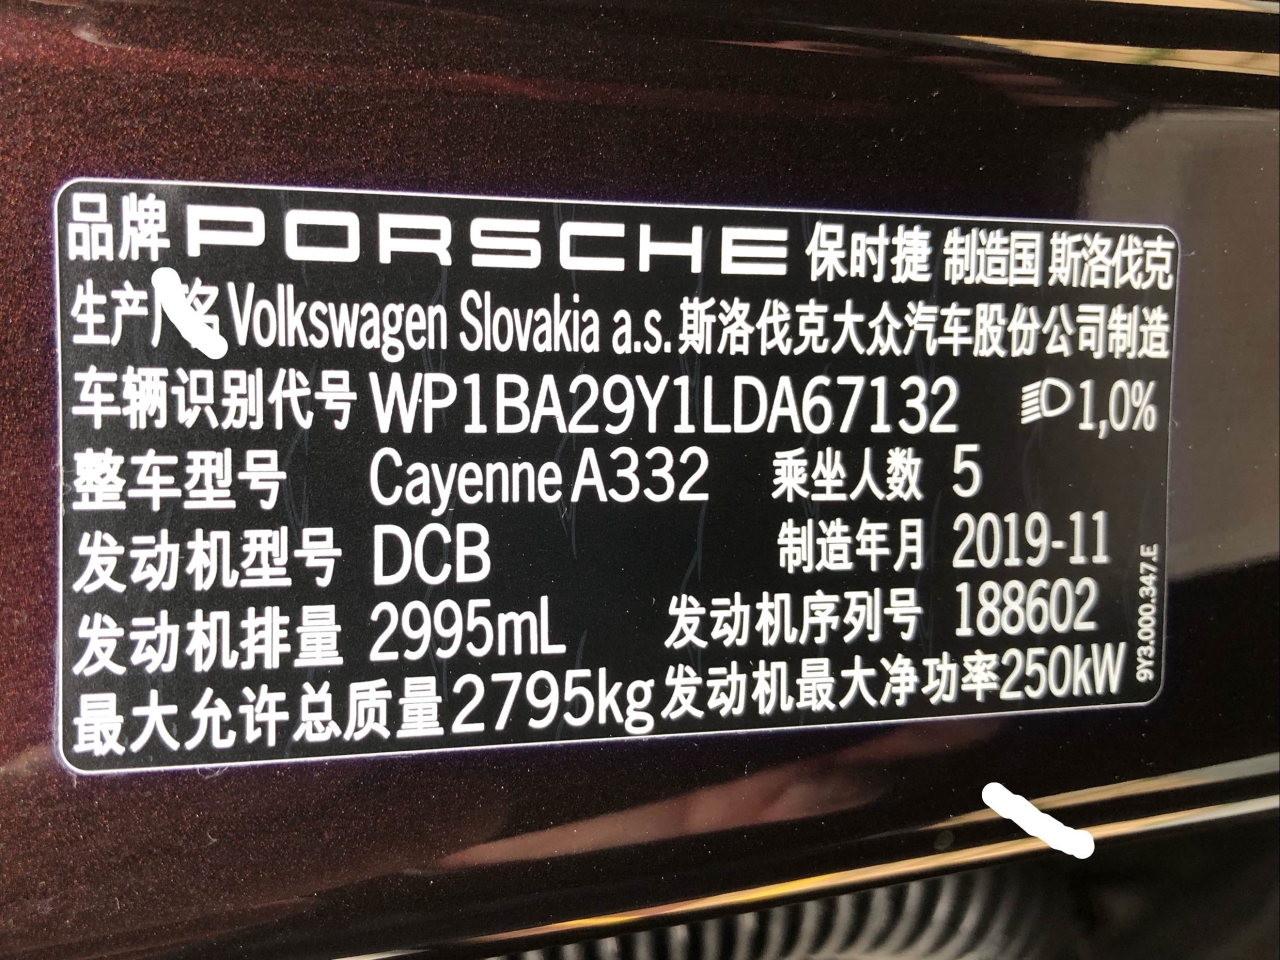 品牌 PORSCHE 保时捷 制造国 斯洛伐克
生产 名 Volkswagen Slovakia a.s.斯洛伐克大众汽车股份公司制造
车辆识别代号 WP1BA29Y1LDA67132 1,0%
整车型号 Cayenne A332 乘坐人数 5
发动机型号 DCB 制造年月 2019-11
发动机排量 2995mL 发动机序列号 188602
最大允许总质量 2795kg 发动机最大净功率 250kW
9Y3.000.347.E